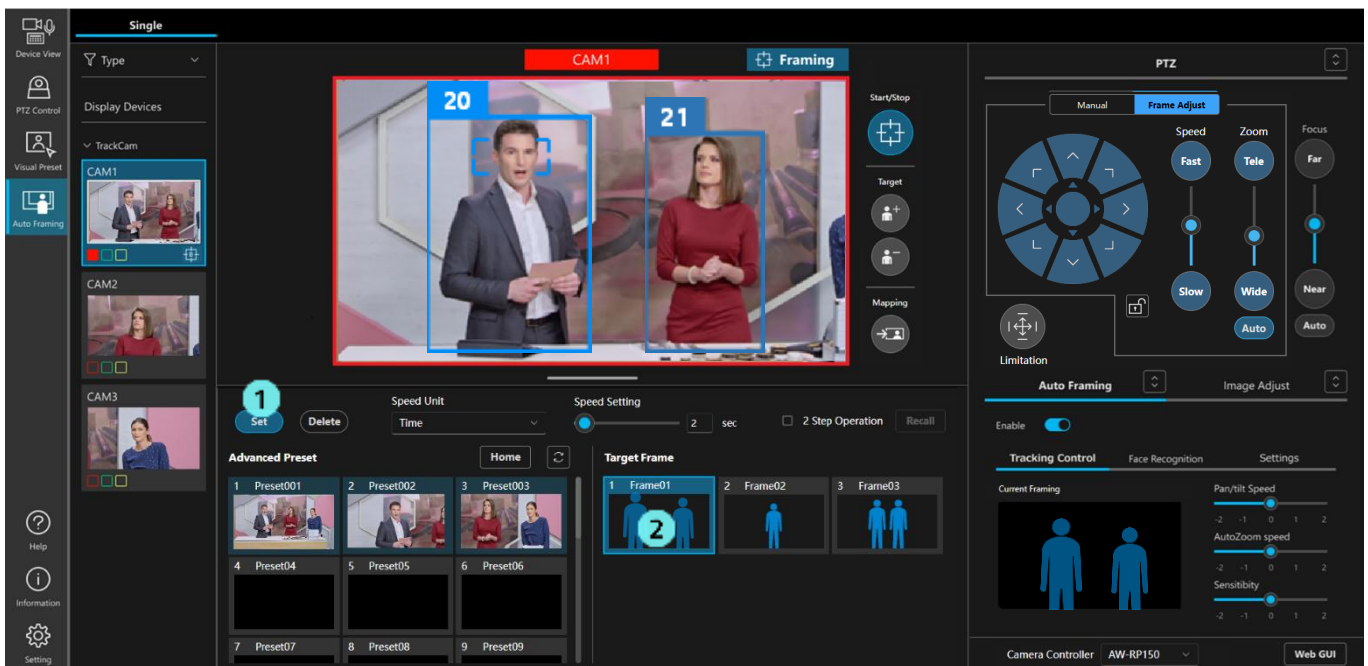 Device View
PTZ Control
Visual Preset
Auto Framing
Help
Information
Setting
Single
Type
Display Devices
TrackCam
CAM1
CAM2
CAM3
CAM1
Framing
20
21
Start/Stop
Target
Mapping
1
Set
Delete
Speed Unit
Time
Speed Setting
2 sec
2 Step Operation
Recall
Advanced Preset
Home
1 Preset001
2 Preset002
3 Preset003
4 Preset04
5 Preset05
6 Preset06
7 Preset07
8 Preset08
9 Preset09
Target Frame
1 Frame01
2 Frame02
3 Frame03
2
PTZ
Manual
Frame Adjust
Speed
Zoom
Focus
Fast
Tele
Far
Slow
Wide
Near
Auto
Auto
Limitation
Auto Framing
Image Adjust
Enable
Tracking Control
Face Recognition
Settings
Current Framing
Pan/tilt Speed
-2 -1 0 1 2
AutoZoom speed
-2 -1 0 1 2
Sensitibity
-2 -1 0 1 2
Camera Controller
AW-RP150
Web GUI